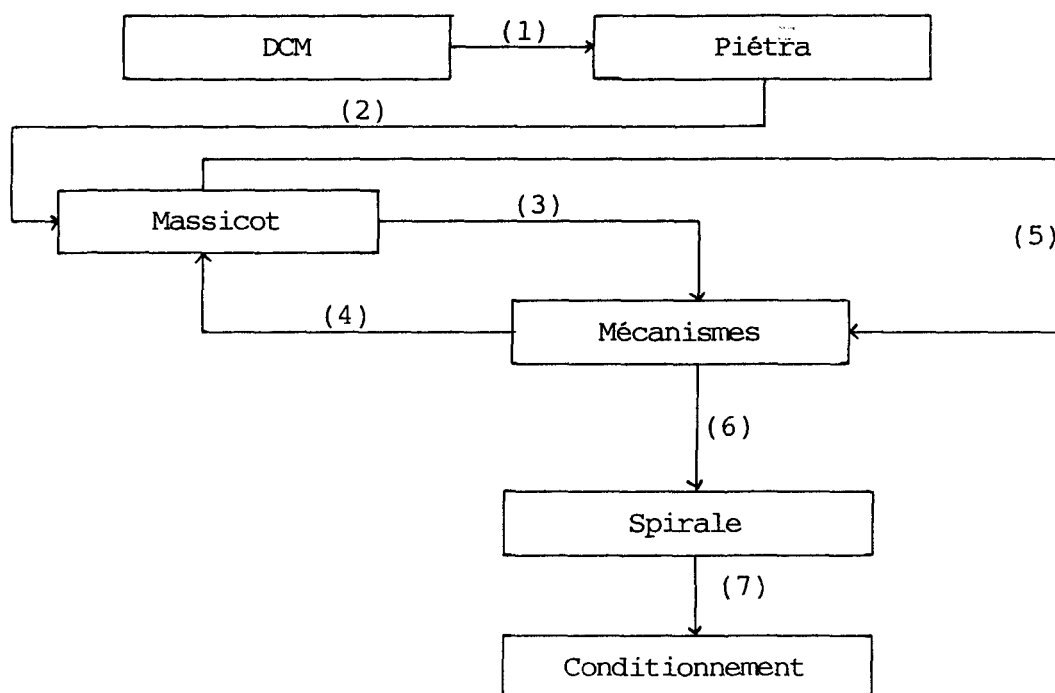 DCM
(1)
Piétra
(2)
Massicot
(3)
(5)
(4)
Mécanismes
(6)
Spirale
(7)
Conditionnement